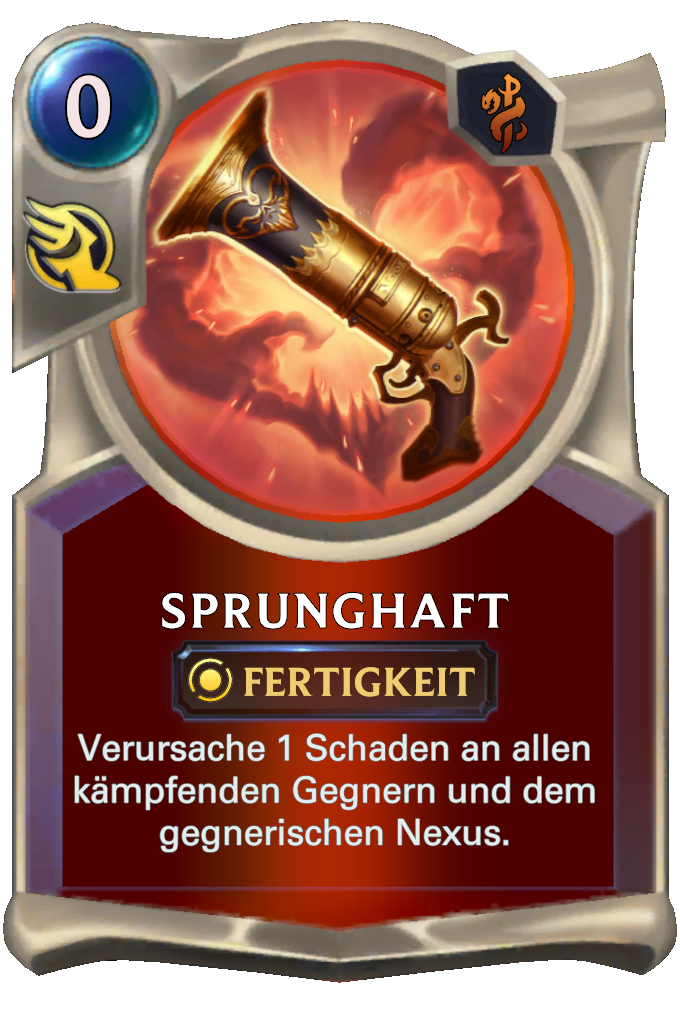 0
SPRUNGHAFT
FERTIGKEIT
Verursache 1 Schaden an allen
kämpfenden Gegnern und dem
gegnerischen Nexus.